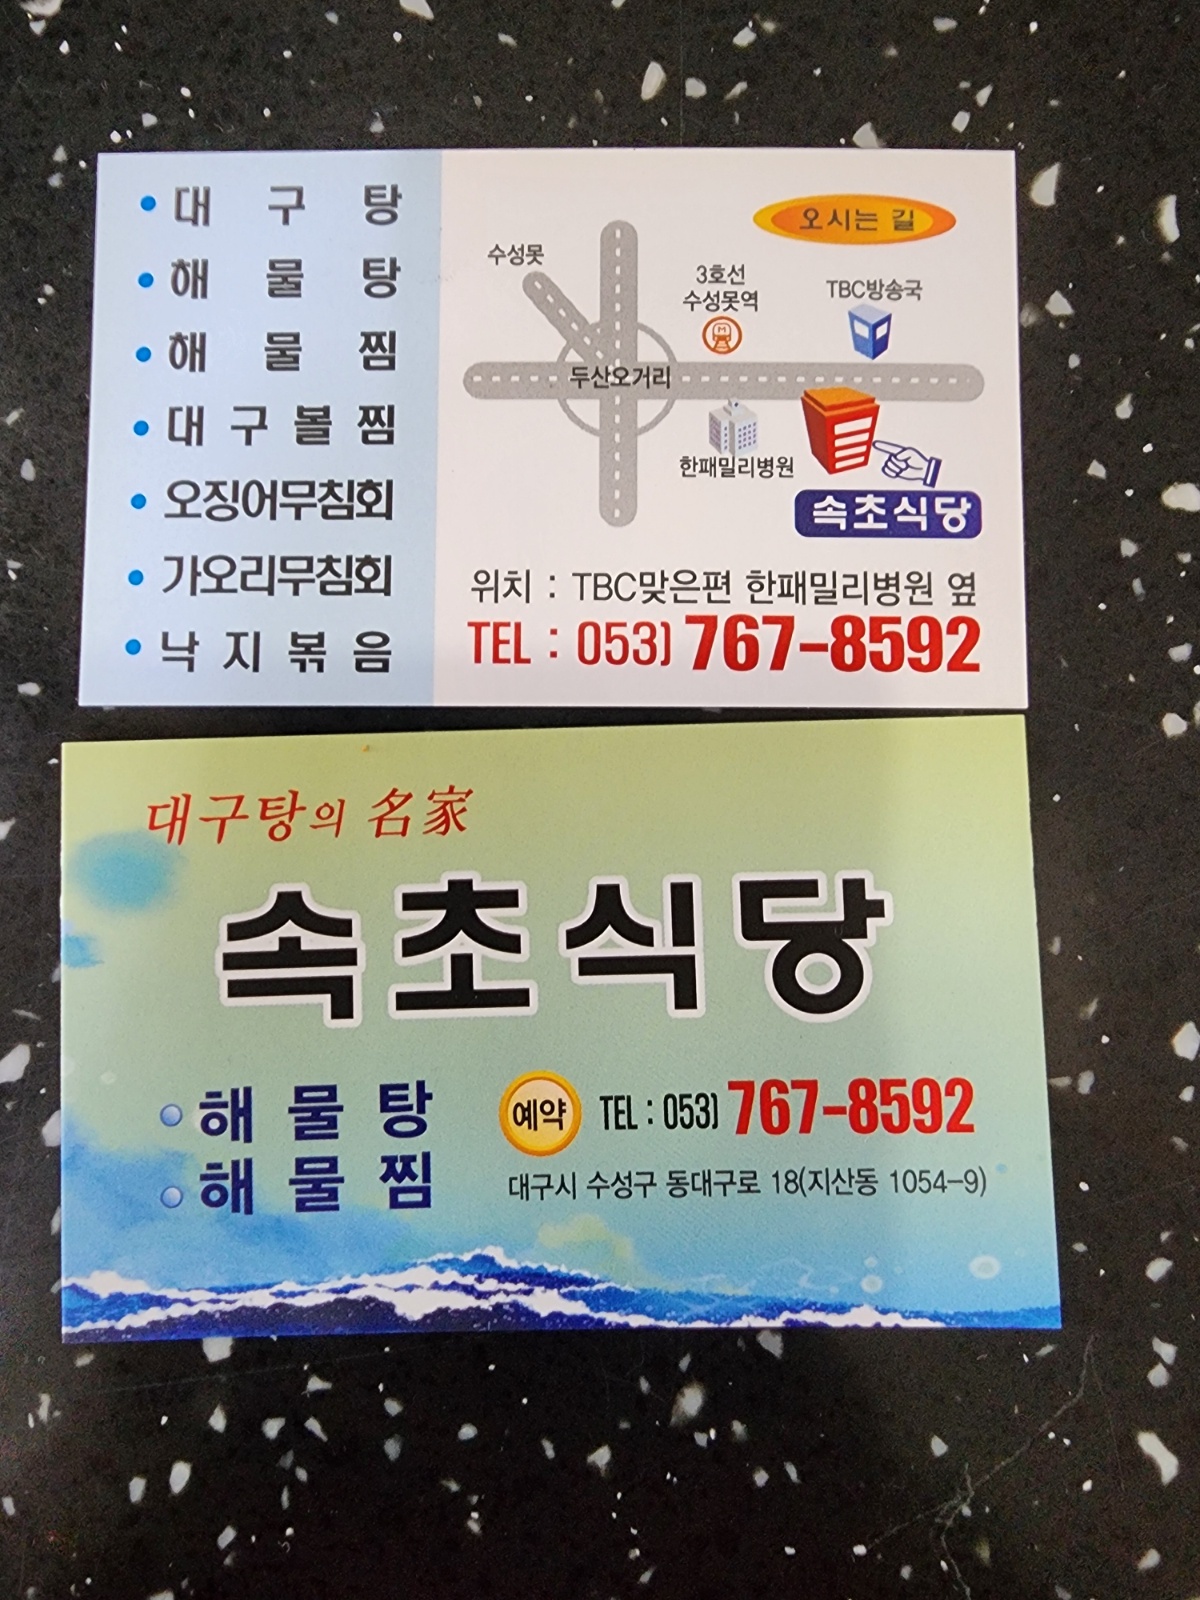 대구탕
해물탕
해물찜
대구볼찜
오징어무침회
가오리무침회
낙지볶음
오시는 길
수성못
3호선
수성못역
TBC방송국
두산오거리
한패밀리병원
속초식당
위치 : TBC맞은편 한패밀리병원 옆
TEL : 053) 767-8592
대구탕의 名家
속초식당
해물탕
해물찜
예약 TEL : 053) 767-8592
대구시 수성구 동대구로 18(지산동 1054-9)